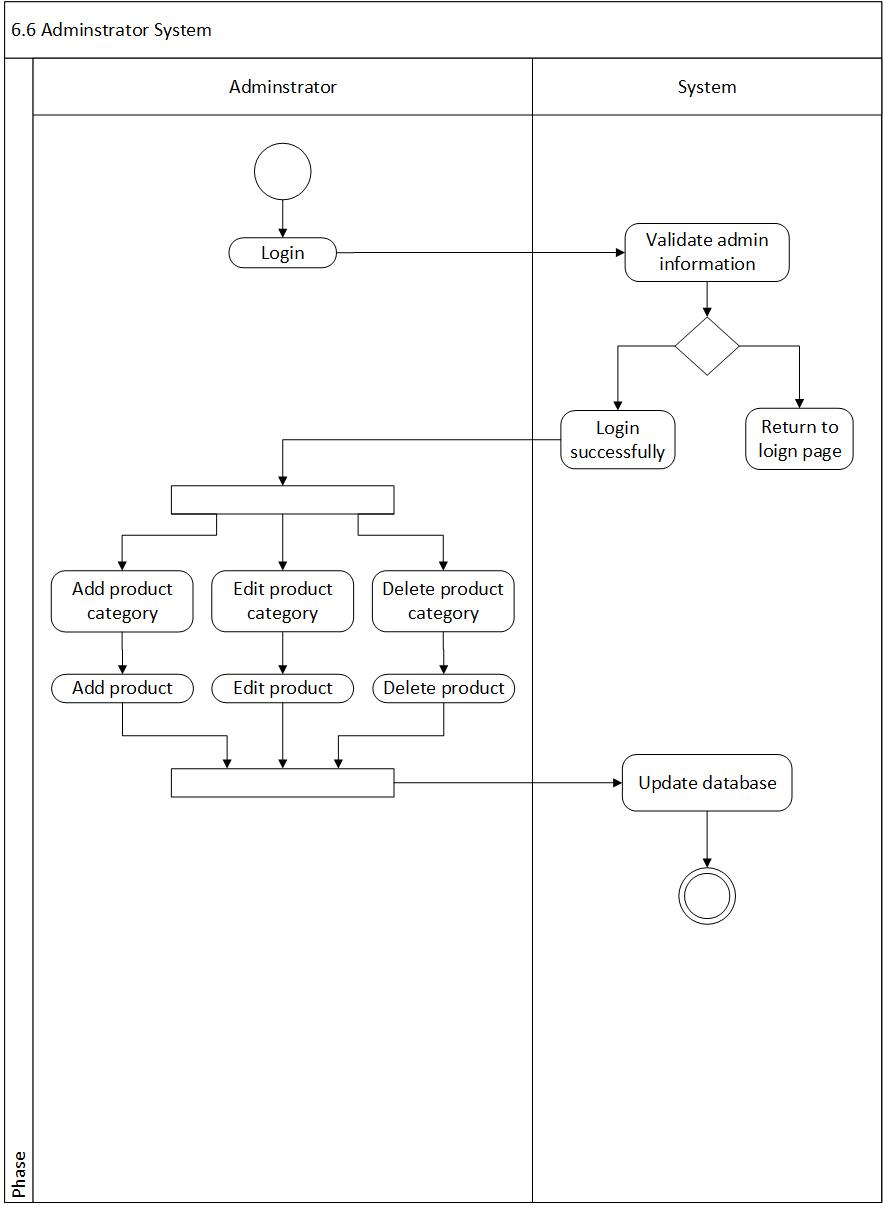 6.6 Adminstrator System
Adminstrator
System
Login
Validate admin
information
Login
successfully
Return to
loign page
Add product
category
Edit product
category
Delete product
category
Add product
Edit product
Delete product
Update database
Phase